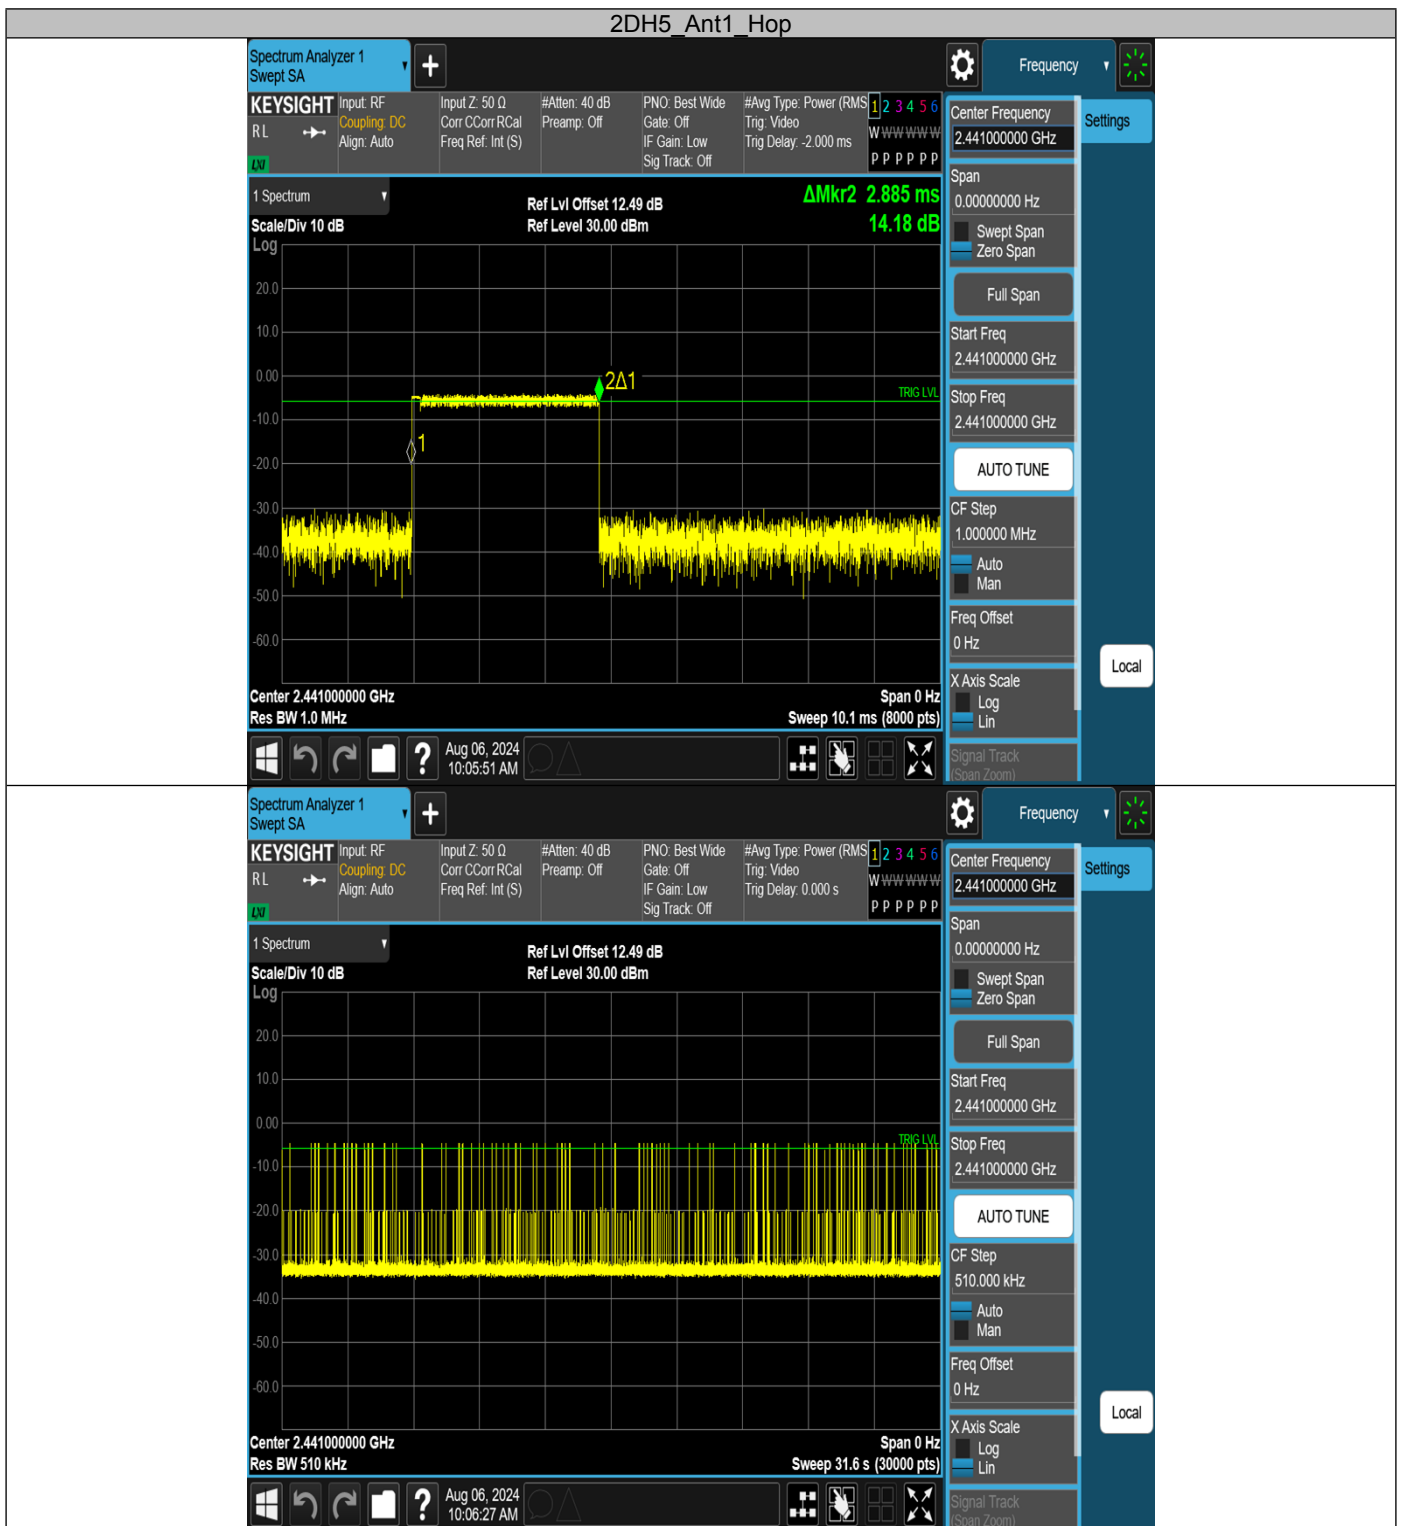 2DH5_Ant1_Hop
Spectrum Analyzer 1
Swept SA
+
Frequency
KEYSIGHT
R L
LXI
Input: RF
Coupling: DC
Align: Auto
Input Z: 50 Ω
Corr CCorr RCal
Freq Ref: Int (S)
#Atten: 40 dB
Preamp: Off
PNO: Best Wide
Gate: Off
IF Gain: Low
Sig Track: Off
#Avg Type: Power (RMS
Trig: Video
Trig Delay: -2.000 ms
1 2 3 4 5 6
W W W W W W
P P P P P P
1 Spectrum
Scale/Div 10 dB
Log
Ref Lvl Offset 12.49 dB
Ref Level 30.00 dBm
ΔMkr2 2.885 ms
14.18 dB
20.0
10.0
0.00
-10.0
-20.0
-30.0
-40.0
-50.0
-60.0
2Δ1
1
TRIG LVL
Center 2.441000000 GHz
Res BW 1.0 MHz
Span 0 Hz
Sweep 10.1 ms (8000 pts)
?
Aug 06, 2024
10:05:51 AM
Center Frequency
2.441000000 GHz
Span
0.00000000 Hz
Swept Span
Zero Span
Full Span
Start Freq
2.441000000 GHz
Stop Freq
2.441000000 GHz
AUTO TUNE
CF Step
1.000000 MHz
Auto
Man
Freq Offset
0 Hz
X Axis Scale
Log
Lin
Signal Track
(Span Zoom)
Settings
Local
Spectrum Analyzer 1
Swept SA
+
Frequency
KEYSIGHT
R L
LXI
Input: RF
Coupling: DC
Align: Auto
Input Z: 50 Ω
Corr CCorr RCal
Freq Ref: Int (S)
#Atten: 40 dB
Preamp: Off
PNO: Best Wide
Gate: Off
IF Gain: Low
Sig Track: Off
#Avg Type: Power (RMS
Trig: Video
Trig Delay: 0.000 s
1 2 3 4 5 6
W W W W W W
P P P P P P
1 Spectrum
Scale/Div 10 dB
Log
Ref Lvl Offset 12.49 dB
Ref Level 30.00 dBm
20.0
10.0
0.00
-10.0
-20.0
-30.0
-40.0
-50.0
-60.0
TRIG LVL
Center 2.441000000 GHz
Res BW 510 kHz
Span 0 Hz
Sweep 31.6 s (30000 pts)
?
Aug 06, 2024
10:06:27 AM
Center Frequency
2.441000000 GHz
Span
0.00000000 Hz
Swept Span
Zero Span
Full Span
Start Freq
2.441000000 GHz
Stop Freq
2.441000000 GHz
AUTO TUNE
CF Step
510.000 kHz
Auto
Man
Freq Offset
0 Hz
X Axis Scale
Log
Lin
Signal Track
(Span Zoom)
Settings
Local